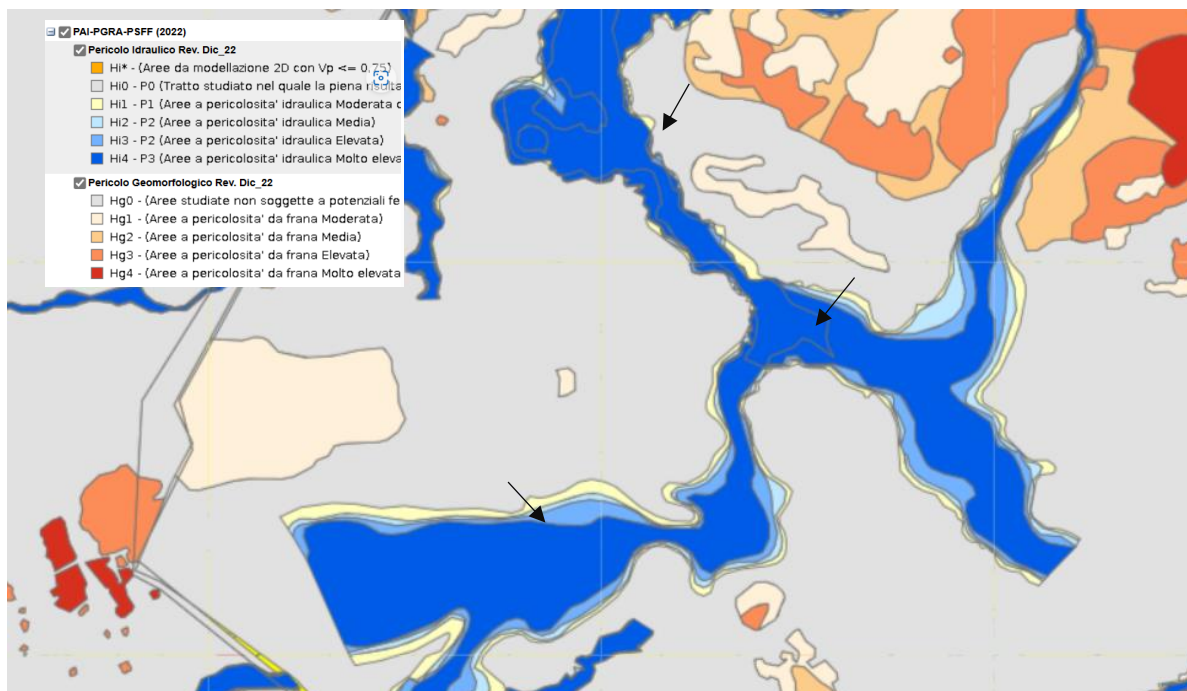 PAI-PGRA-PSFF (2022)
Pericolo Idraulico Rev. Dic_22
Hi* - (Aree da modellazione 2D con Vp <= 0.75)
Hi0 - P0 (Tratto studiato nel quale la piena risulta
Hi1 - P1 (Aree a pericolosita' idraulica Moderata o
Hi2 - P2 (Aree a pericolosita' idraulica Media)
Hi3 - P2 (Aree a pericolosita' idraulica Elevata)
Hi4 - P3 (Aree a pericolosita' idraulica Molto eleva
Pericolo Geomorfologico Rev. Dic_22
Hg0 - (Aree studiate non soggette a potenziali fe
Hg1 - (Aree a pericolosita' da frana Moderata)
Hg2 - (Aree a pericolosita' da frana Media)
Hg3 - (Aree a pericolosita' da frana Elevata)
Hg4 - (Aree a pericolosita' da frana Molto elevata